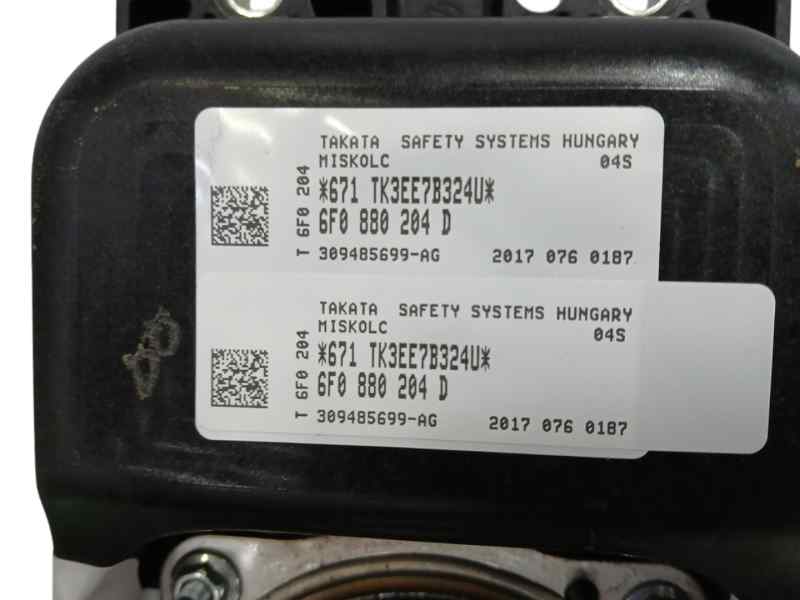 TAKATA SAFETY SYSTEMS HUNGARY
MISKOLC 04S
*671 TK3EE7B324U*
6F0 880 204 D
T 6F0 204
309485699-AG 2017 076 0187
TAKATA SAFETY SYSTEMS HUNGARY
MISKOLC 04S
*671 TK3EE7B324U*
6F0 880 204 D
T 6F0 204
309485699-AG 2017 076 0187